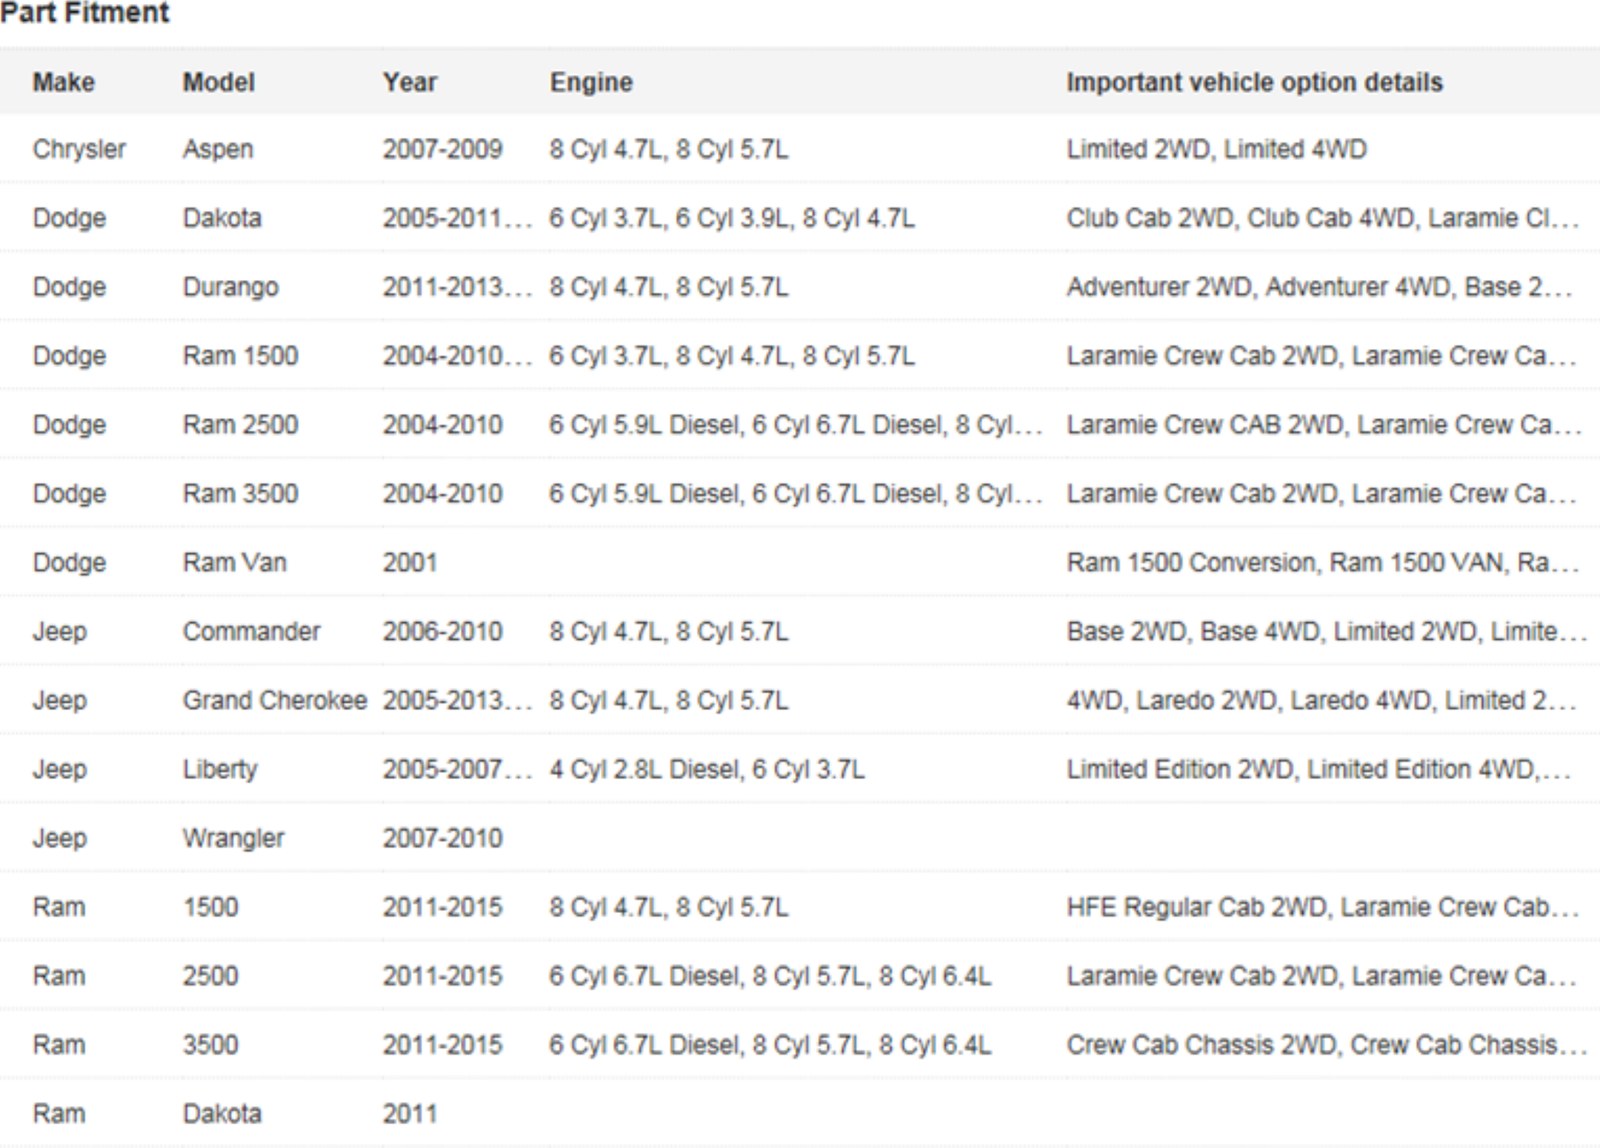 Part Fitment
Make Model Year Engine Important vehicle option details
Chrysler Aspen 2007-2009 8 Cyl 4.7L, 8 Cyl 5.7L Limited 2WD, Limited 4WD
Dodge Dakota 2005-2011... 6 Cyl 3.7L, 6 Cyl 3.9L, 8 Cyl 4.7L Club Cab 2WD, Club Cab 4WD, Laramie Cl...
Dodge Durango 2011-2013... 8 Cyl 4.7L, 8 Cyl 5.7L Adventurer 2WD, Adventurer 4WD, Base 2...
Dodge Ram 1500 2004-2010... 6 Cyl 3.7L, 8 Cyl 4.7L, 8 Cyl 5.7L Laramie Crew Cab 2WD, Laramie Crew Ca...
Dodge Ram 2500 2004-2010 6 Cyl 5.9L Diesel, 6 Cyl 6.7L Diesel, 8 Cyl... Laramie Crew CAB 2WD, Laramie Crew Ca...
Dodge Ram 3500 2004-2010 6 Cyl 5.9L Diesel, 6 Cyl 6.7L Diesel, 8 Cyl... Laramie Crew Cab 2WD, Laramie Crew Ca...
Dodge Ram Van 2001 Ram 1500 Conversion, Ram 1500 VAN, Ra...
Jeep Commander 2006-2010 8 Cyl 4.7L, 8 Cyl 5.7L Base 2WD, Base 4WD, Limited 2WD, Limite...
Jeep Grand Cherokee 2005-2013... 8 Cyl 4.7L, 8 Cyl 5.7L 4WD, Laredo 2WD, Laredo 4WD, Limited 2...
Jeep Liberty 2005-2007... 4 Cyl 2.8L Diesel, 6 Cyl 3.7L Limited Edition 2WD, Limited Edition 4WD,...
Jeep Wrangler 2007-2010
Ram 1500 2011-2015 8 Cyl 4.7L, 8 Cyl 5.7L HFE Regular Cab 2WD, Laramie Crew Cab...
Ram 2500 2011-2015 6 Cyl 6.7L Diesel, 8 Cyl 5.7L, 8 Cyl 6.4L Laramie Crew Cab 2WD, Laramie Crew Ca...
Ram 3500 2011-2015 6 Cyl 6.7L Diesel, 8 Cyl 5.7L, 8 Cyl 6.4L Crew Cab Chassis 2WD, Crew Cab Chassis...
Ram Dakota 2011